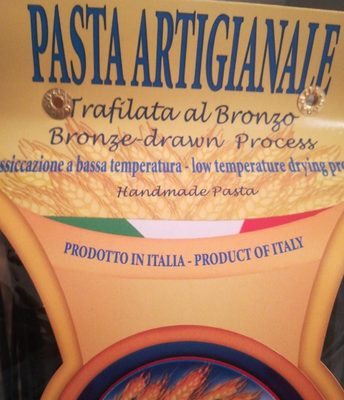 PASTA ARTIGIANALE
Trafilata al Bronzo
Bronze-drawn Process
ssiccazione a bassa temperatura - low temperature drying pro
Handmade Pasta
PRODOTTO IN ITALIA - PRODUCT OF ITALY